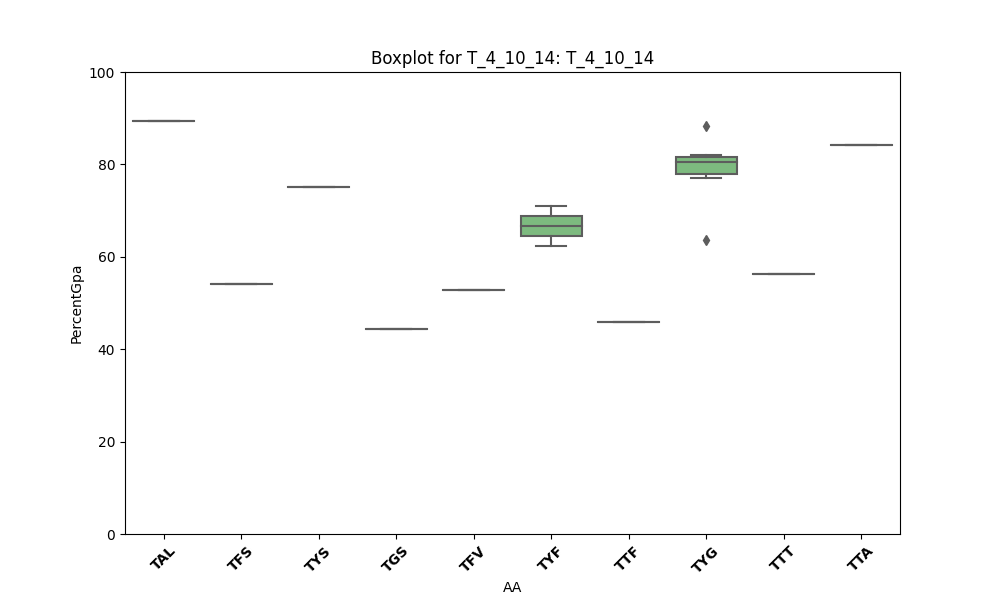 Boxplot for T_4_10_14: T_4_10_14
100
80
60
40
20
0
PercentGpa
TAL TFS TYS TGS TFV TYF TTF TYG TTT TTA
AA